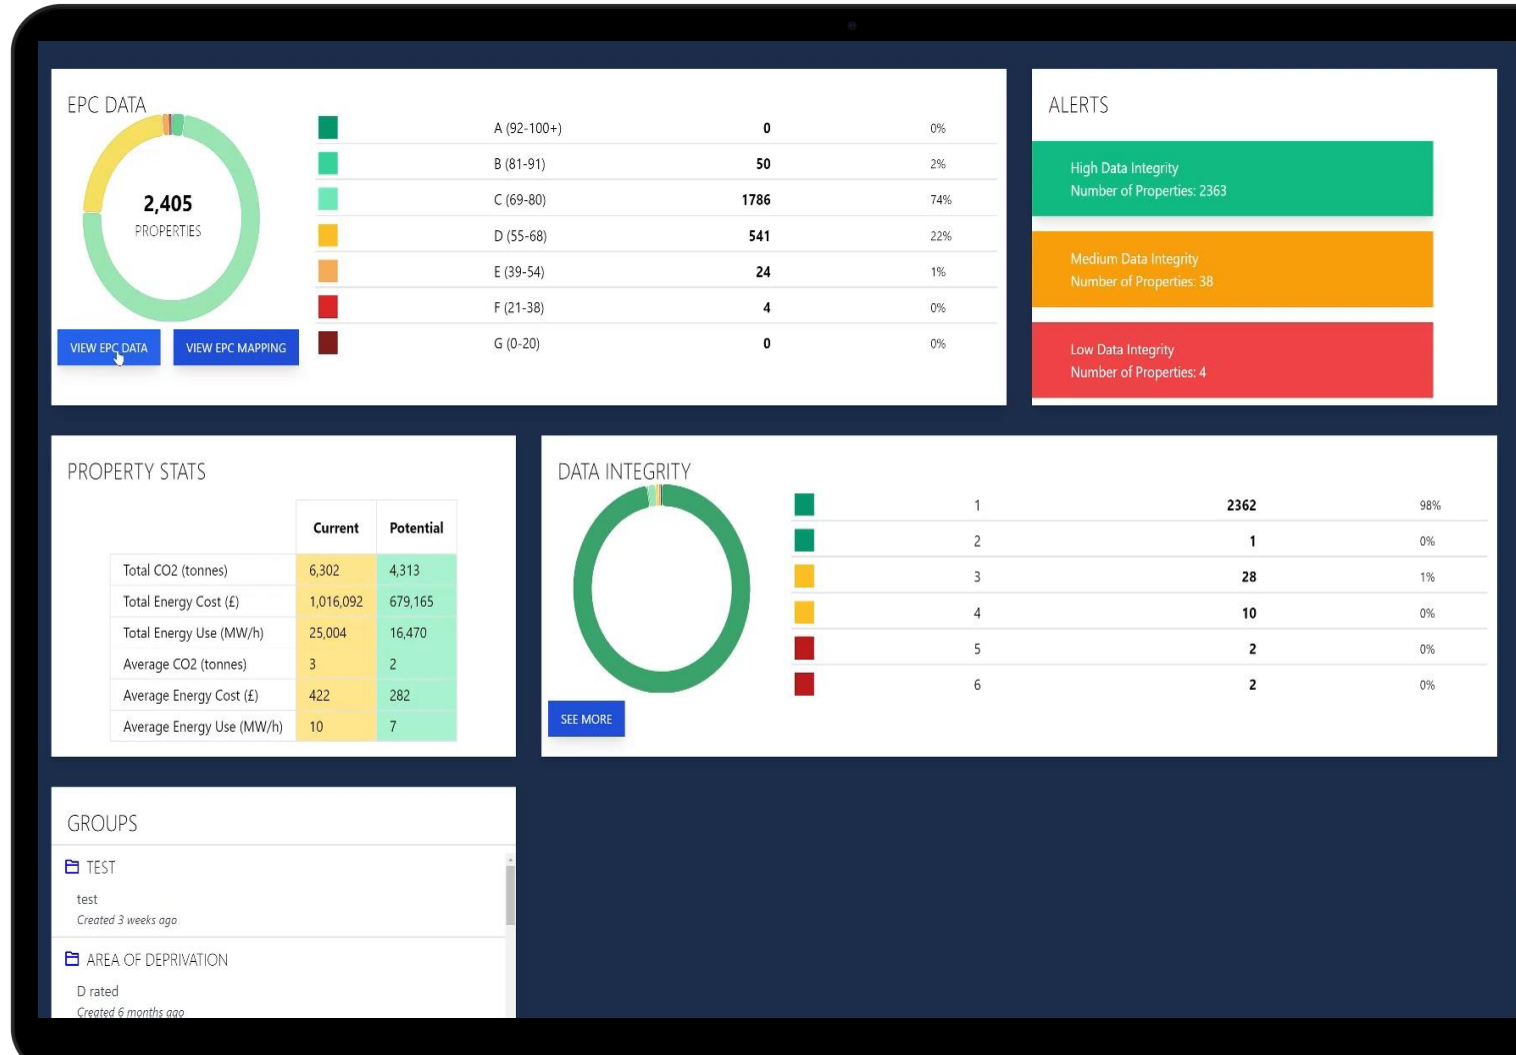 EPC DATA
2,405
PROPERTIES
VIEW EPC DATA
VIEW EPC MAPPING
A (92-100+) 0 0%
B (81-91) 50 2%
C (69-80) 1786 74%
D (55-68) 541 22%
E (39-54) 24 1%
F (21-38) 4 0%
G (0-20) 0 0%
ALERTS
High Data Integrity
Number of Properties: 2363
Medium Data Integrity
Number of Properties: 38
Low Data Integrity
Number of Properties: 4
PROPERTY STATS
Current Potential
Total CO2 (tonnes) 6,302 4,313
Total Energy Cost (£) 1,016,092 679,165
Total Energy Use (MW/h) 25,004 16,470
Average CO2 (tonnes) 3 2
Average Energy Cost (£) 422 282
Average Energy Use (MW/h) 10 7
DATA INTEGRITY
1 2362 98%
2 1 0%
3 28 1%
4 10 0%
5 2 0%
6 2 0%
SEE MORE
GROUPS
TEST
test
Created 3 weeks ago
AREA OF DEPRIVATION
D rated
Created 6 months ago